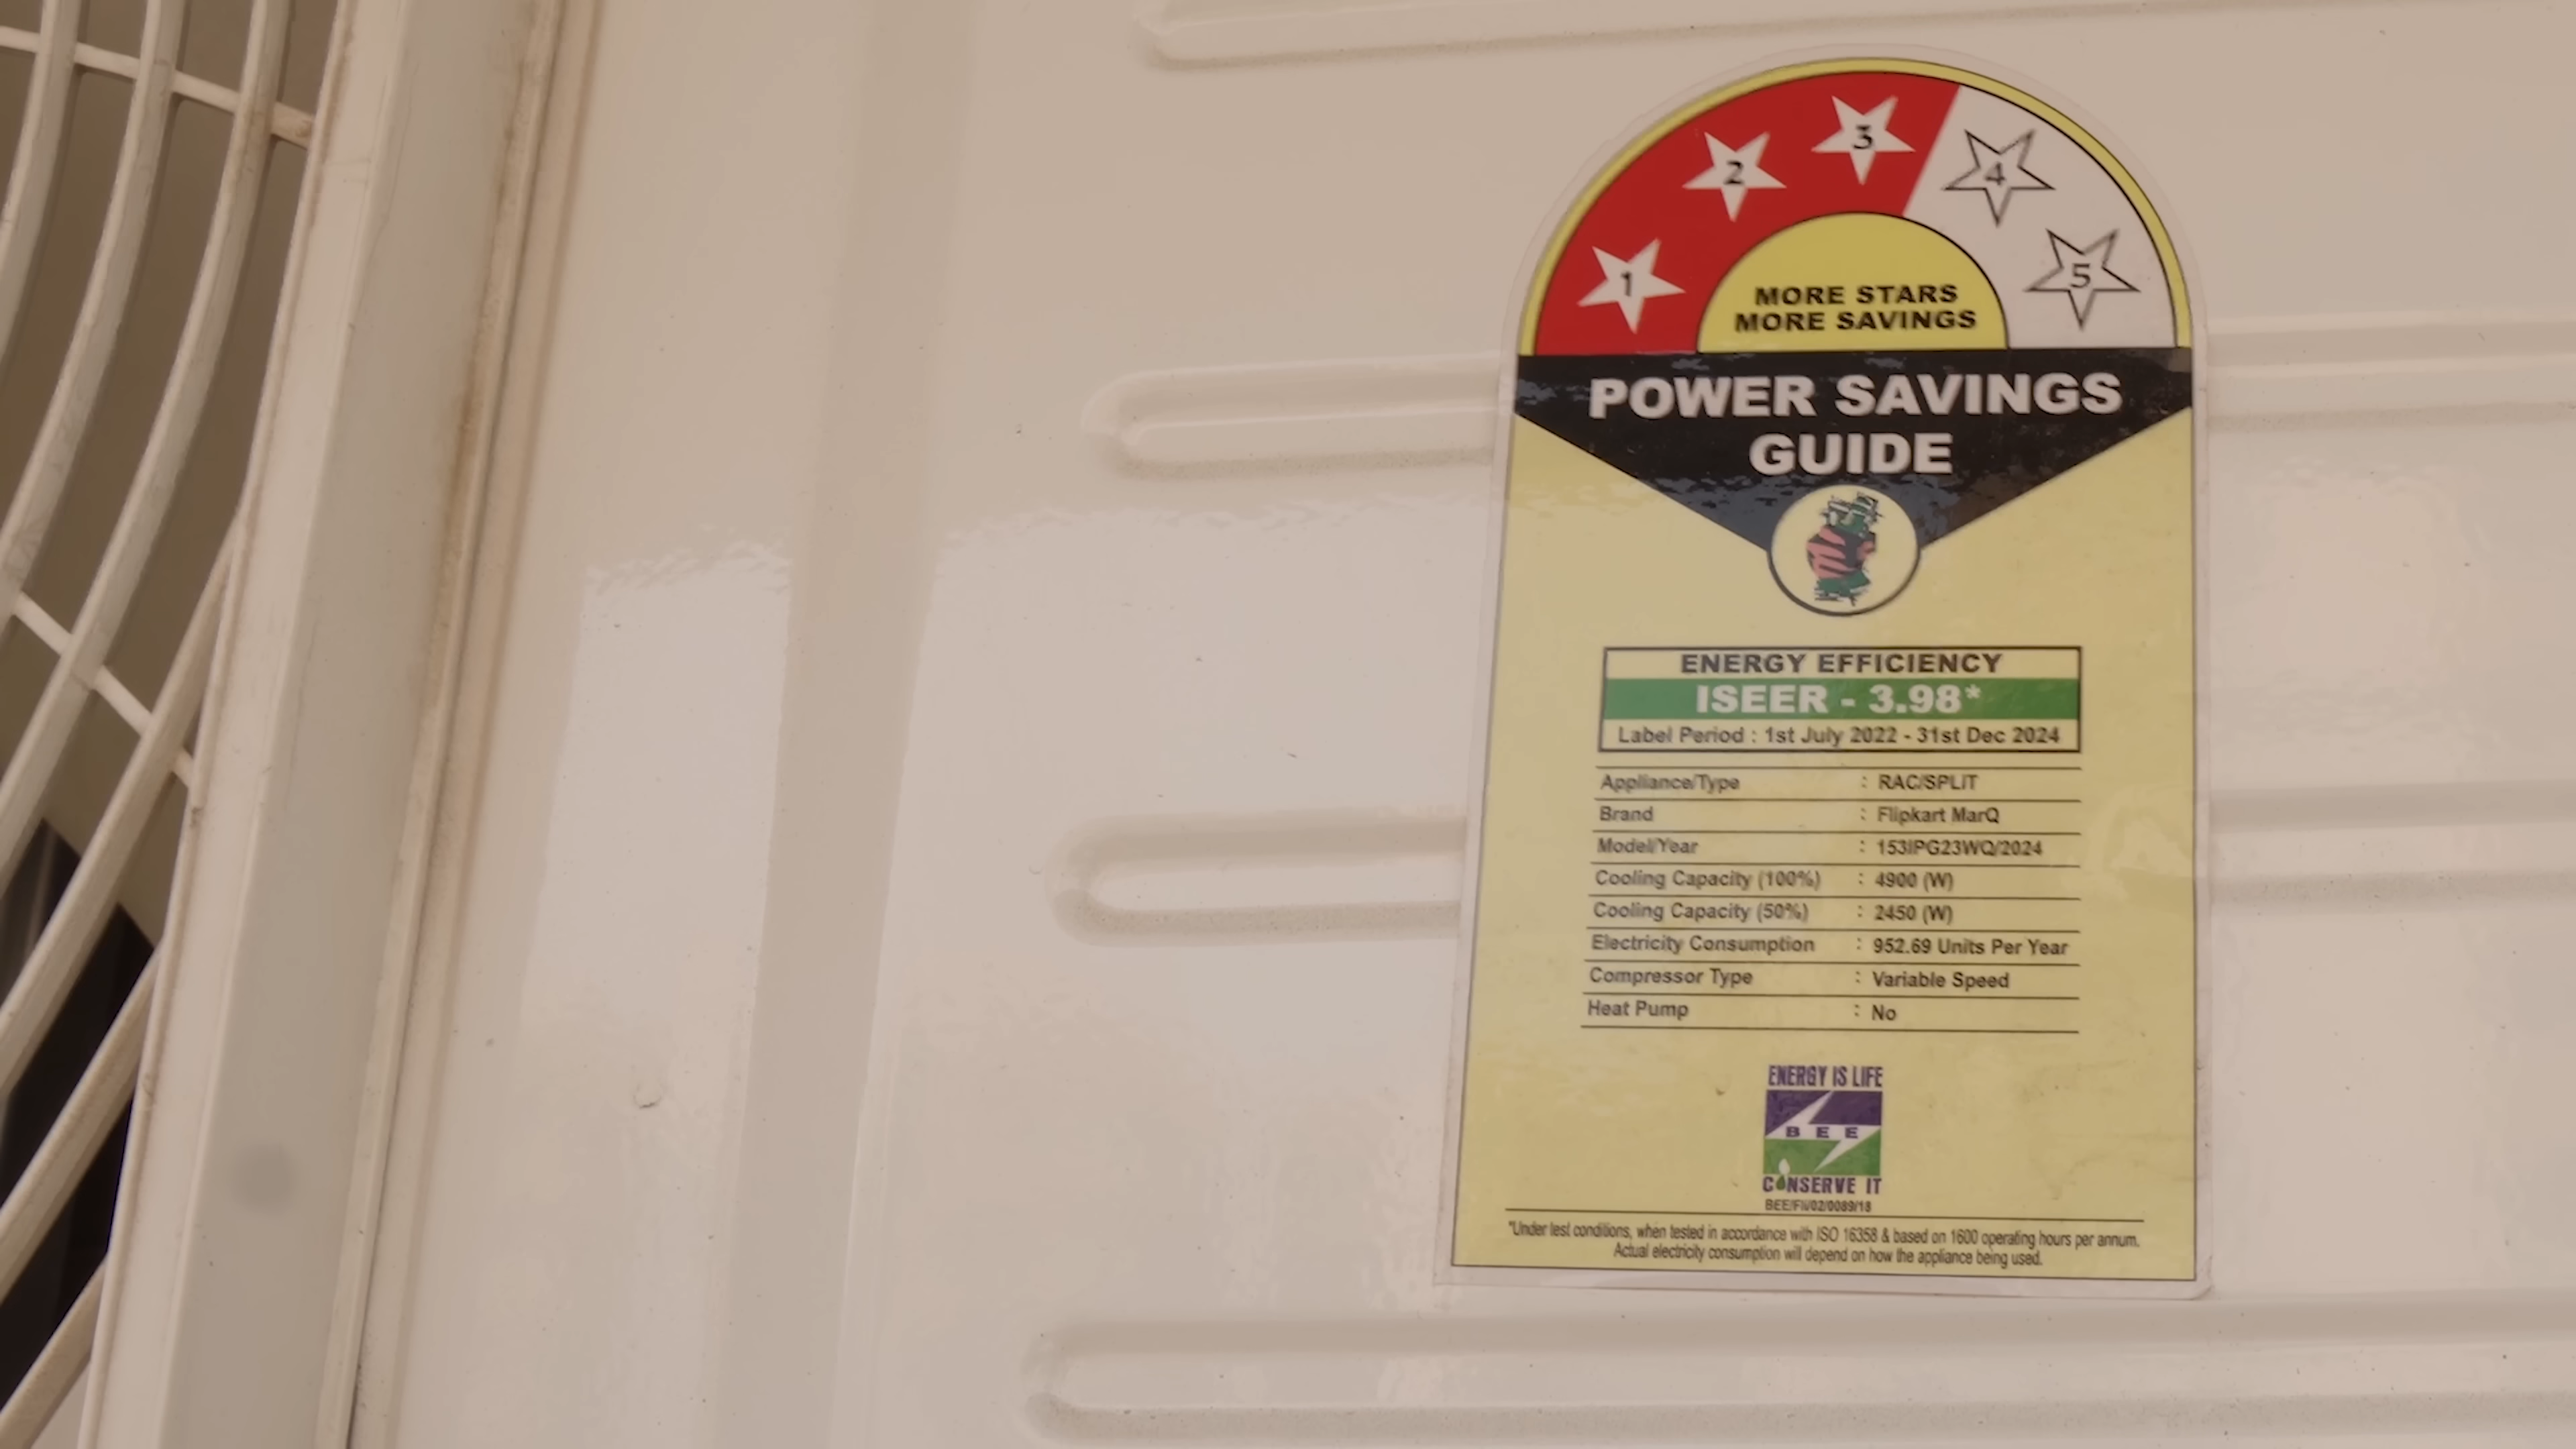 1 2 3 4 5
MORE STARS
MORE SAVINGS
POWER SAVINGS
GUIDE
ENERGY EFFICIENCY
ISEER - 3.98*
Label Period : 1st July 2022 - 31st Dec 2024
Appliance/Type : RAC/SPLIT
Brand : Flipkart MarQ
Model/Year : 153IPG23WQ/2024
Cooling Capacity (100%) : 4900 (W)
Cooling Capacity (50%) : 2450 (W)
Electricity Consumption : 952.69 Units Per Year
Compressor Type : Variable Speed
Heat Pump : No
ENERGY IS LIFE
BEE
CONSERVE IT
*Under test conditions, when tested in accordance with ISO 16358 & based on 1600 operating hours per annum.
Actual electricity consumption will depend on how the appliance being used.